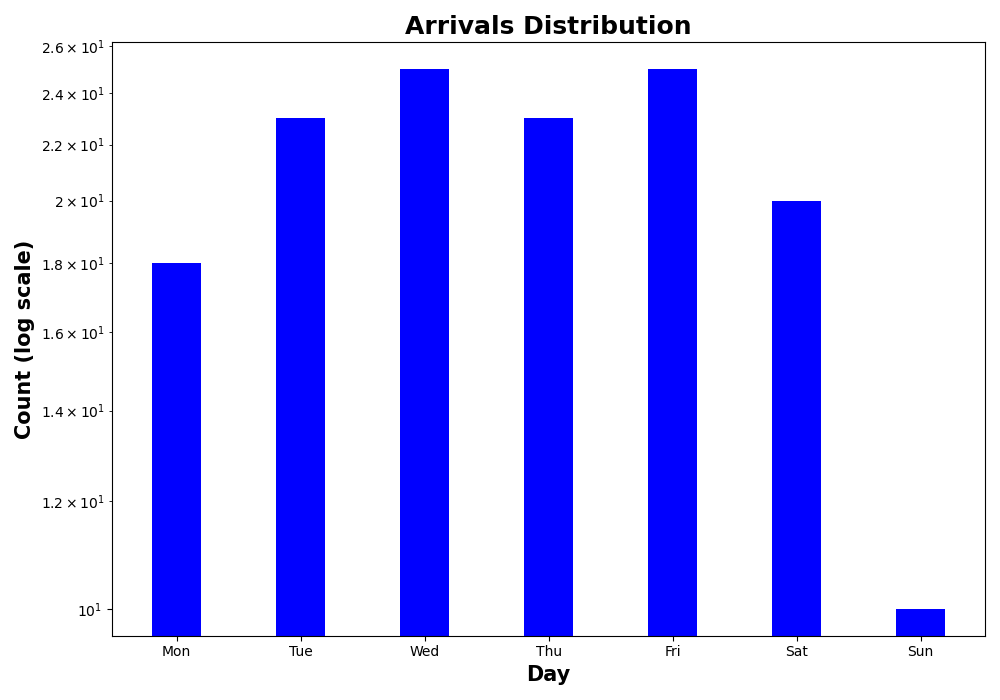 Arrivals Distribution
2.6 × 10¹
2.4 × 10¹
2.2 × 10¹
2 × 10¹
1.8 × 10¹
1.6 × 10¹
1.4 × 10¹
1.2 × 10¹
10¹
Count (log scale)
Mon Tue Wed Thu Fri Sat Sun
Day